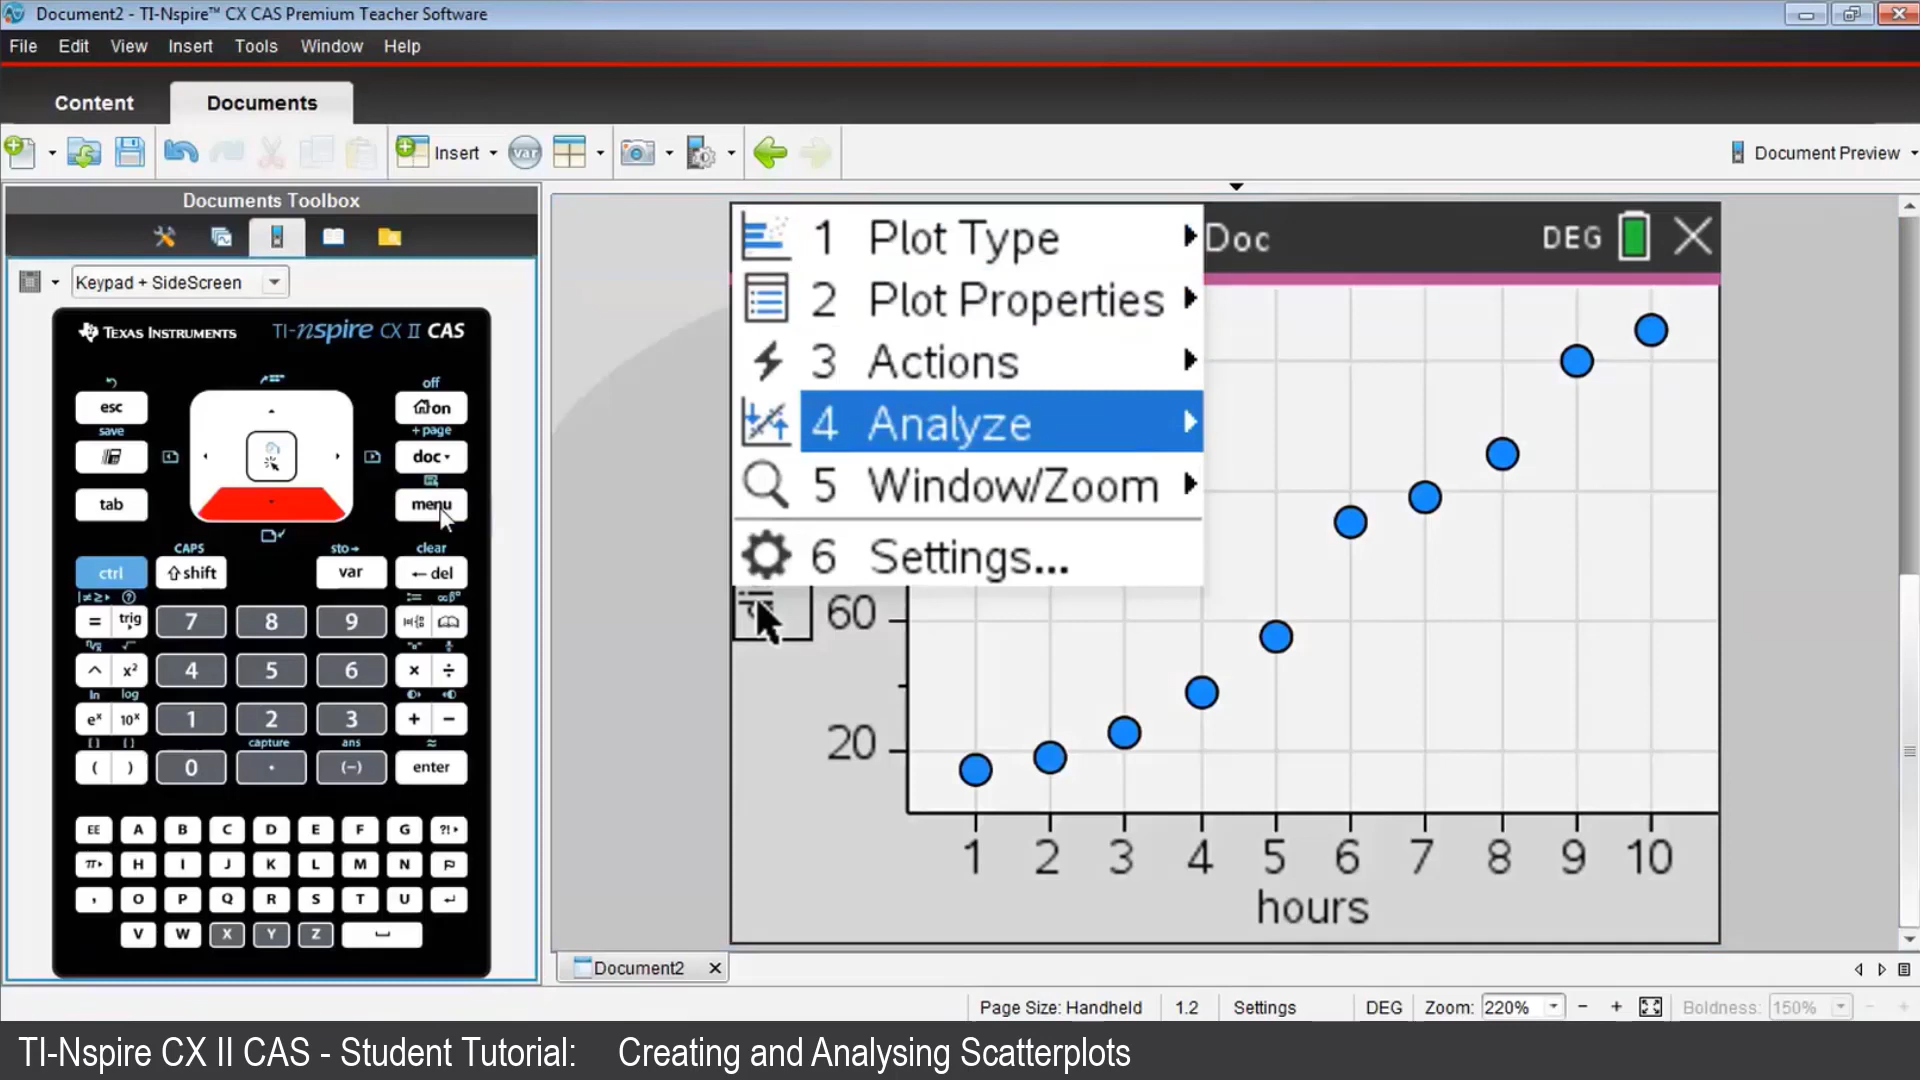 Document2 - TI-Nspire™ CX CAS Premium Teacher Software
File Edit View Insert Tools Window Help
Content Documents
Insert var Document Preview
Documents Toolbox
Keypad + SideScreen
TEXAS INSTRUMENTS TI-nspire CX II CAS
off
esc on
save + page
doc
tab menu
CAPS sto→ clear
ctrl shift var ← del
= trig 7 8 9
^ x² 4 5 6 × ÷
ln log
eˣ 10ˣ 1 2 3 + −
[ ] { } capture ans ≈
( ) 0 . (−) enter
EE A B C D E F G ?!
π H I J K L M N
, O P Q R S T U
V W X Y Z
1 Plot Type
2 Plot Properties
3 Actions
4 Analyze
5 Window/Zoom
6 Settings...
Doc DEG
60
20
1 2 3 4 5 6 7 8 9 10
hours
Document2
Page Size: Handheld 1.2 Settings DEG Zoom: 220% − + Boldness: 150% − +
TI-Nspire CX II CAS - Student Tutorial: Creating and Analysing Scatterplots